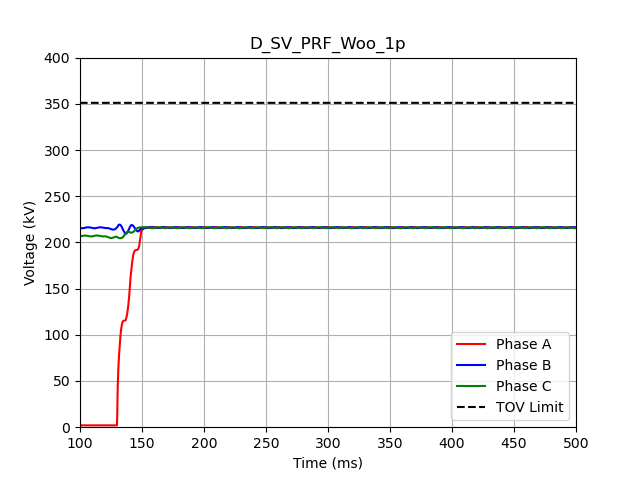 D_SV_PRF_Woo_1p
400
350
300
250
200
150
100
50
0
Voltage (kV)
100 150 200 250 300 350 400 450 500
Time (ms)
Phase A
Phase B
Phase C
TOV Limit